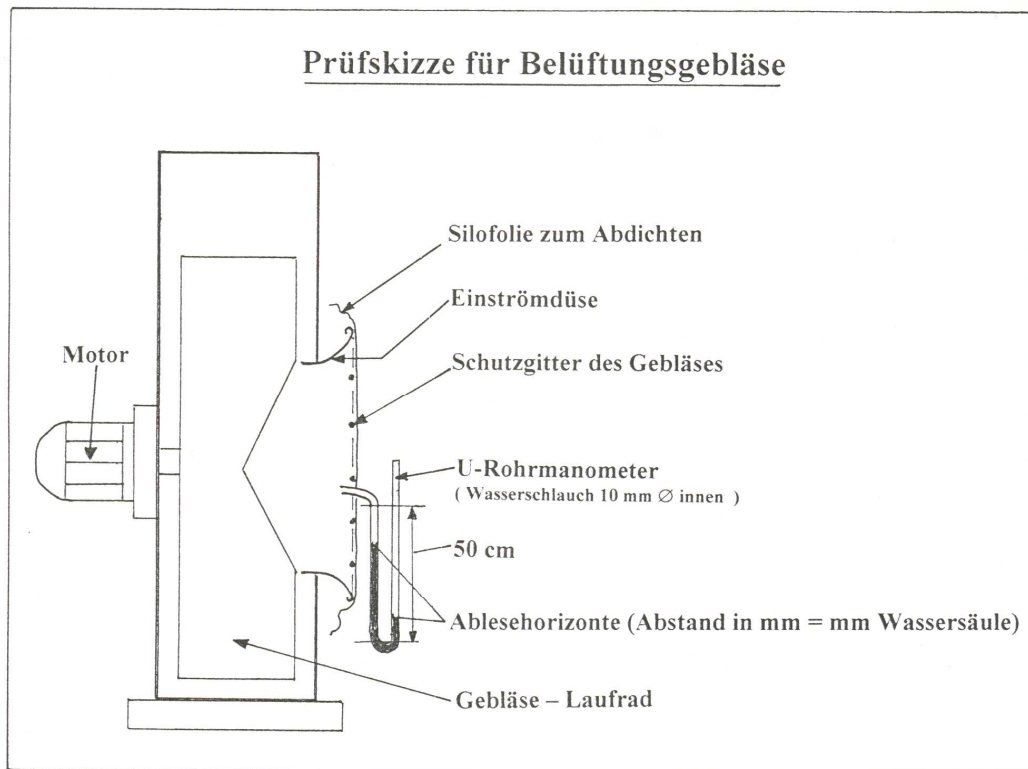 Prüfskizze für Belüftungsgebläse
Silofolie zum Abdichten
Einströmdüse
Motor
Schutzgitter des Gebläses
U-Rohrmanometer
( Wasserschlauch 10 mm ∅ innen )
50 cm
Ablesehorizonte (Abstand in mm = mm Wassersäule)
Gebläse – Laufrad